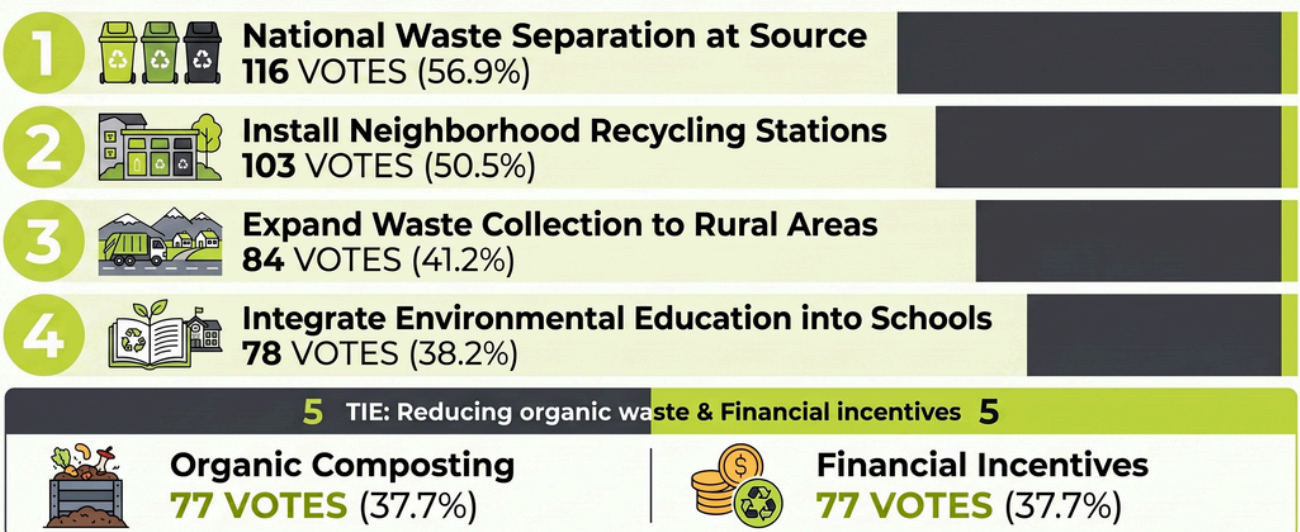 1
National Waste Separation at Source
116 VOTES (56.9%)
2
Install Neighborhood Recycling Stations
103 VOTES (50.5%)
3
Expand Waste Collection to Rural Areas
84 VOTES (41.2%)
4
Integrate Environmental Education into Schools
78 VOTES (38.2%)
5 TIE: Reducing organic waste & Financial incentives 5
Organic Composting
77 VOTES (37.7%)
$
Financial Incentives
77 VOTES (37.7%)